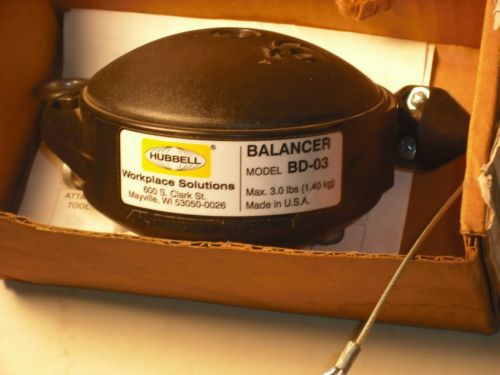 HUBBELL
Workplace Solutions
600 S. Clark St.
Mayville, WI 53050-0026
BALANCER
MODEL BD-03
Max. 3.0 lbs (1.40 kg)
Made in U.S.A.
TOOL